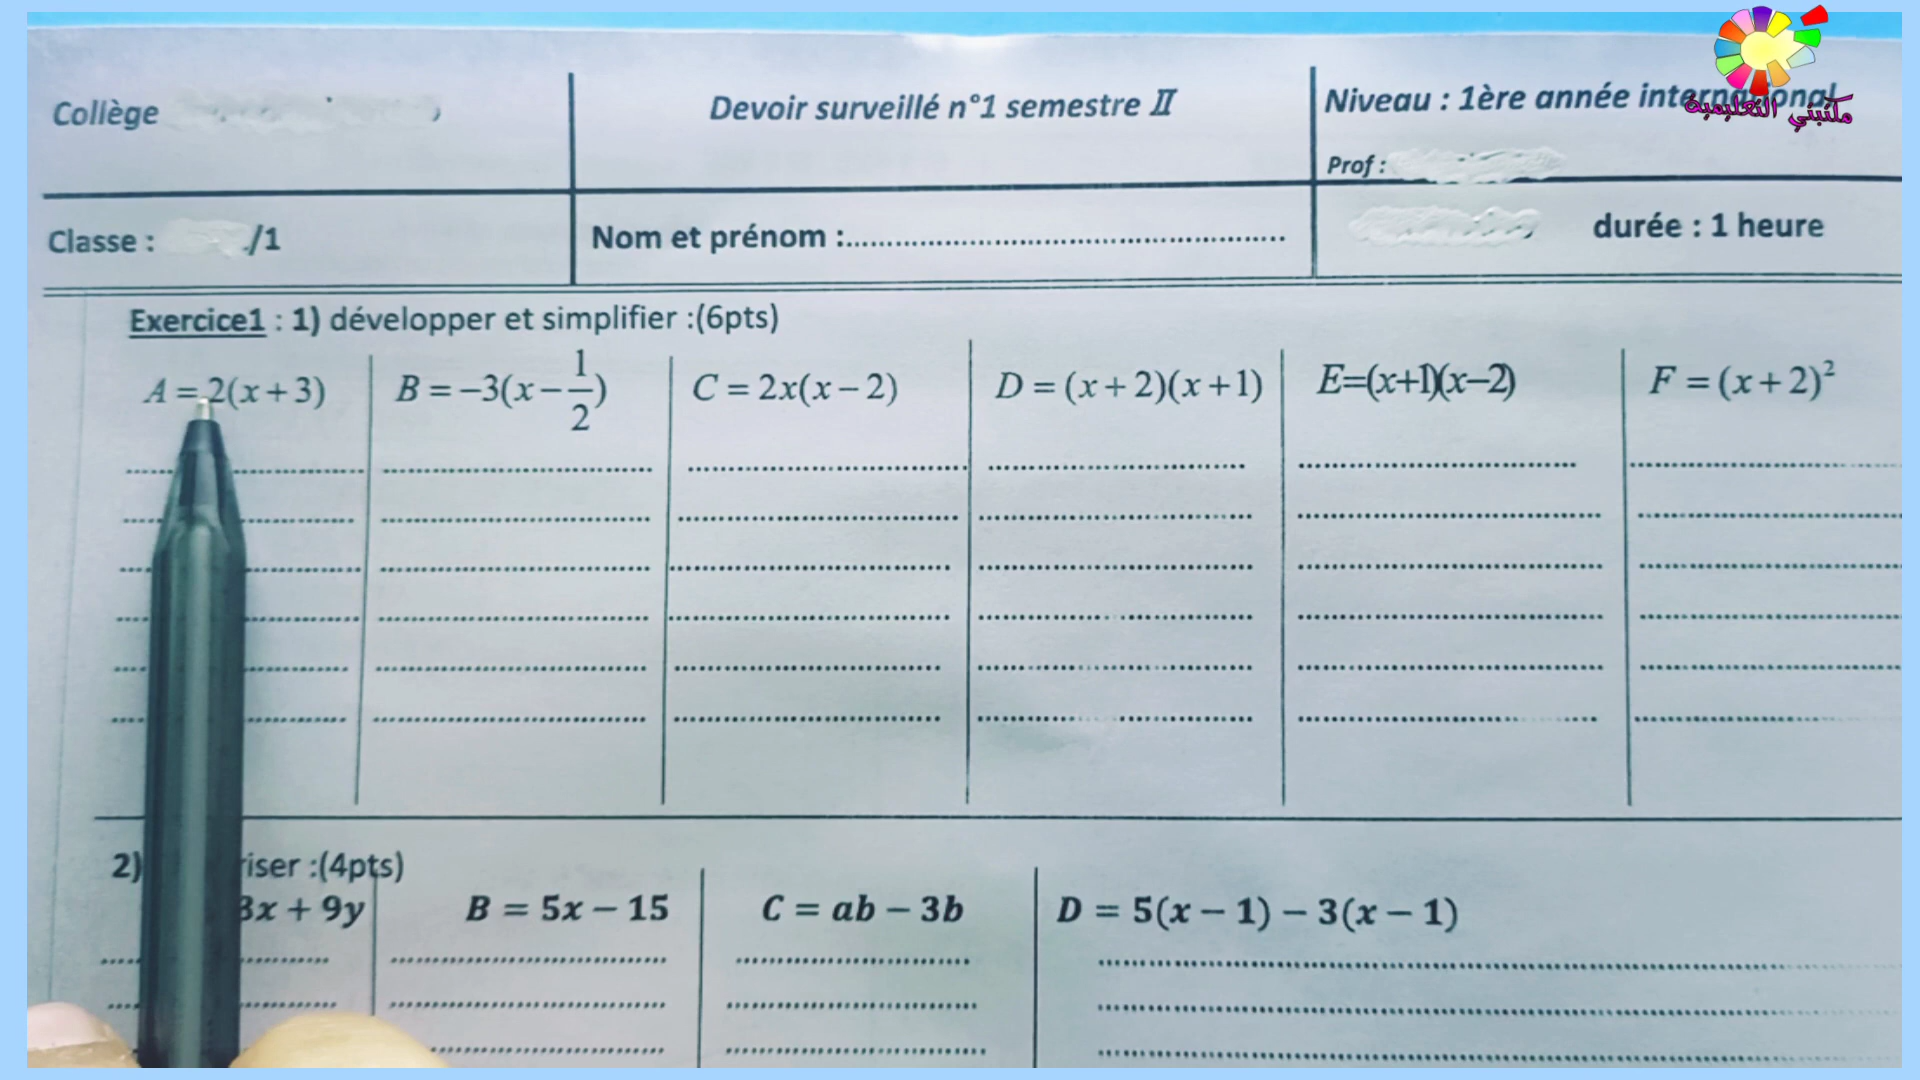 مكتبتي التعليمية
Collège
Devoir surveillé n°1 semestre II
Niveau : 1ère année international
Prof :
Classe : /1
Nom et prénom :...................................................
durée : 1 heure
Exercice1 : 1) développer et simplifier :(6pts)
A = 2(x + 3)
B = –3(x – 1/2)
C = 2x(x – 2)
D = (x + 2)(x + 1)
E=(x+1)(x–2)
F = (x + 2)²
2) riser :(4pts)
3x + 9y
B = 5x – 15
C = ab – 3b
D = 5(x – 1) – 3(x – 1)